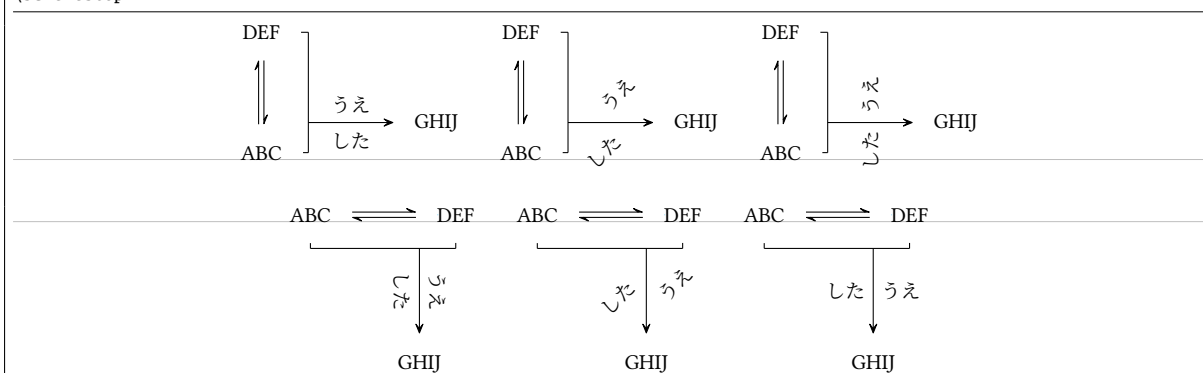 DEF DEF DEF
うえ GHIJ うえ GHIJ うえ GHIJ
した した した
ABC ABC ABC
ABC DEF ABC DEF ABC DEF
した うえ した うえ した うえ
GHIJ GHIJ GHIJ